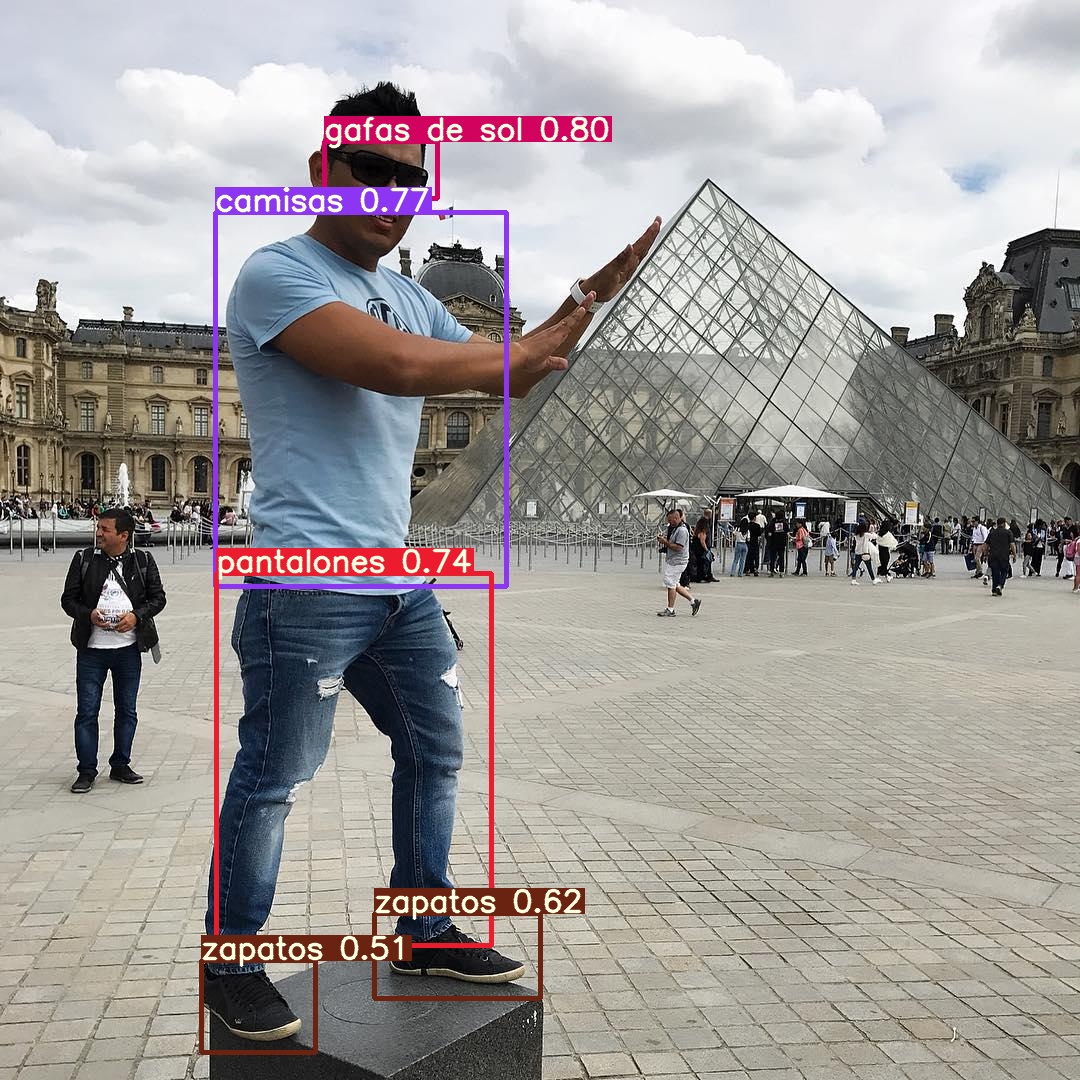 gafas de sol 0.80
camisas 0.77
pantalones 0.74
zapatos 0.62
zapatos 0.51